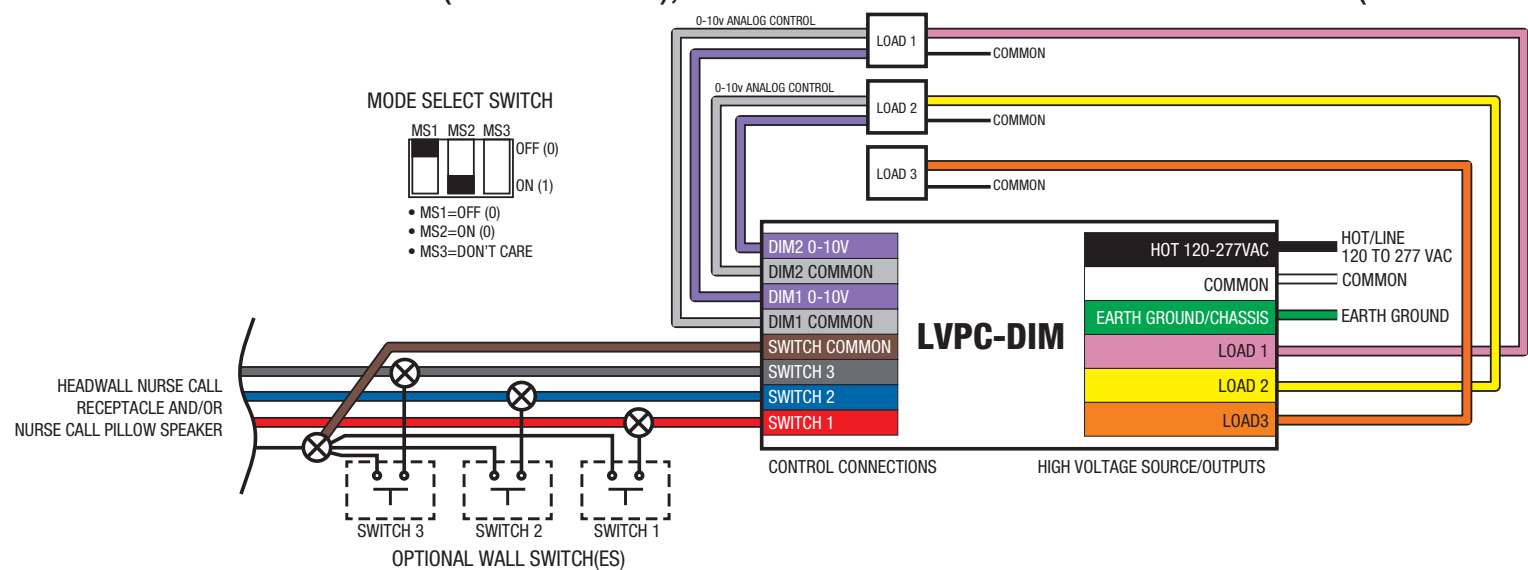 0-10v ANALOG CONTROL
LOAD 1
COMMON
0-10v ANALOG CONTROL
LOAD 2
COMMON
LOAD 3
COMMON
MODE SELECT SWITCH
MS1 MS2 MS3
OFF (0)
ON (1)
• MS1=OFF (0)
• MS2=ON (0)
• MS3=DON'T CARE
DIM2 0-10V
DIM2 COMMON
DIM1 0-10V
DIM1 COMMON
SWITCH COMMON
SWITCH 3
SWITCH 2
SWITCH 1
LVPC-DIM
HOT 120-277VAC
COMMON
EARTH GROUND/CHASSIS
LOAD 1
LOAD 2
LOAD3
HOT/LINE
120 TO 277 VAC
COMMON
EARTH GROUND
CONTROL CONNECTIONS
HIGH VOLTAGE SOURCE/OUTPUTS
HEADWALL NURSE CALL
RECEPTACLE AND/OR
NURSE CALL PILLOW SPEAKER
SWITCH 3
SWITCH 2
SWITCH 1
OPTIONAL WALL SWITCH(ES)